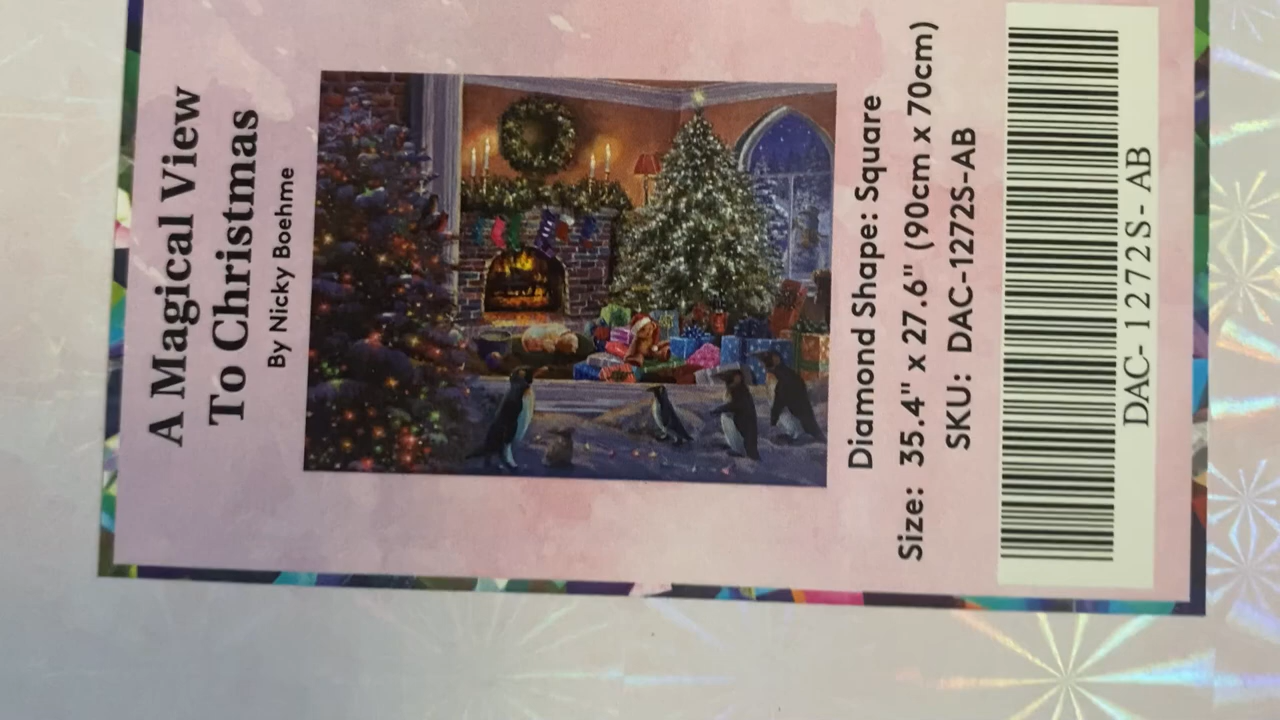 A Magical View
To Christmas
By Nicky Boehme
Diamond Shape: Square
Size: 35.4" x 27.6" (90cm x 70cm)
SKU: DAC-1272S-AB
DAC-1272S-AB